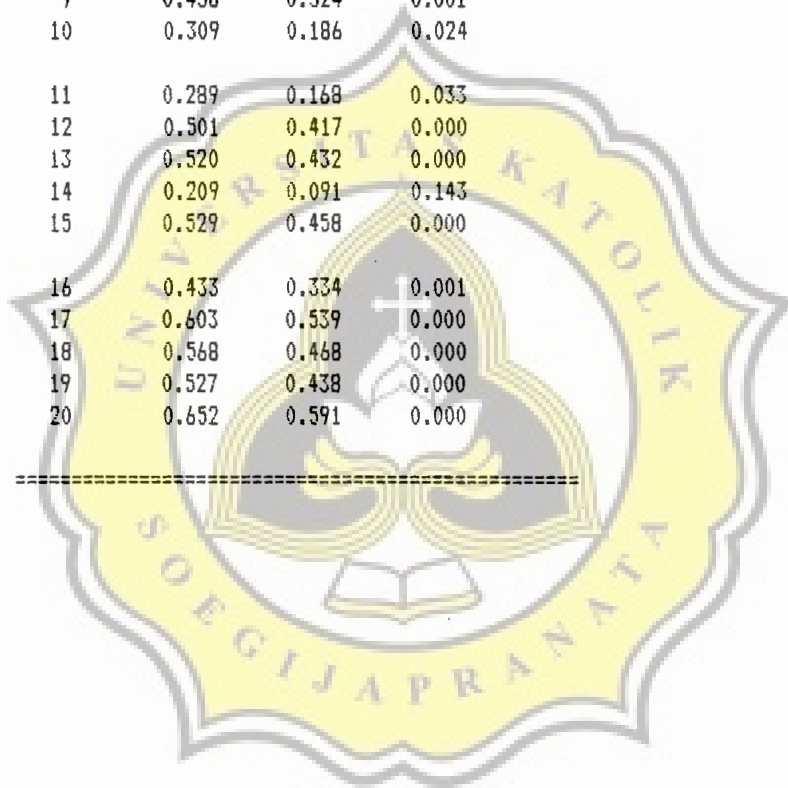 10 0.309 0.186 0.024
11 0.289 0.168 0.033
12 0.501 0.417 0.000
13 0.520 0.432 0.000
14 0.209 0.091 0.143
15 0.529 0.458 0.000
16 0.433 0.334 0.001
17 0.603 0.539 0.000
18 0.568 0.468 0.000
19 0.527 0.438 0.000
20 0.652 0.591 0.000
==================================================
UNIVERSITAS KATOLIK
SOEGIJAPRANATA